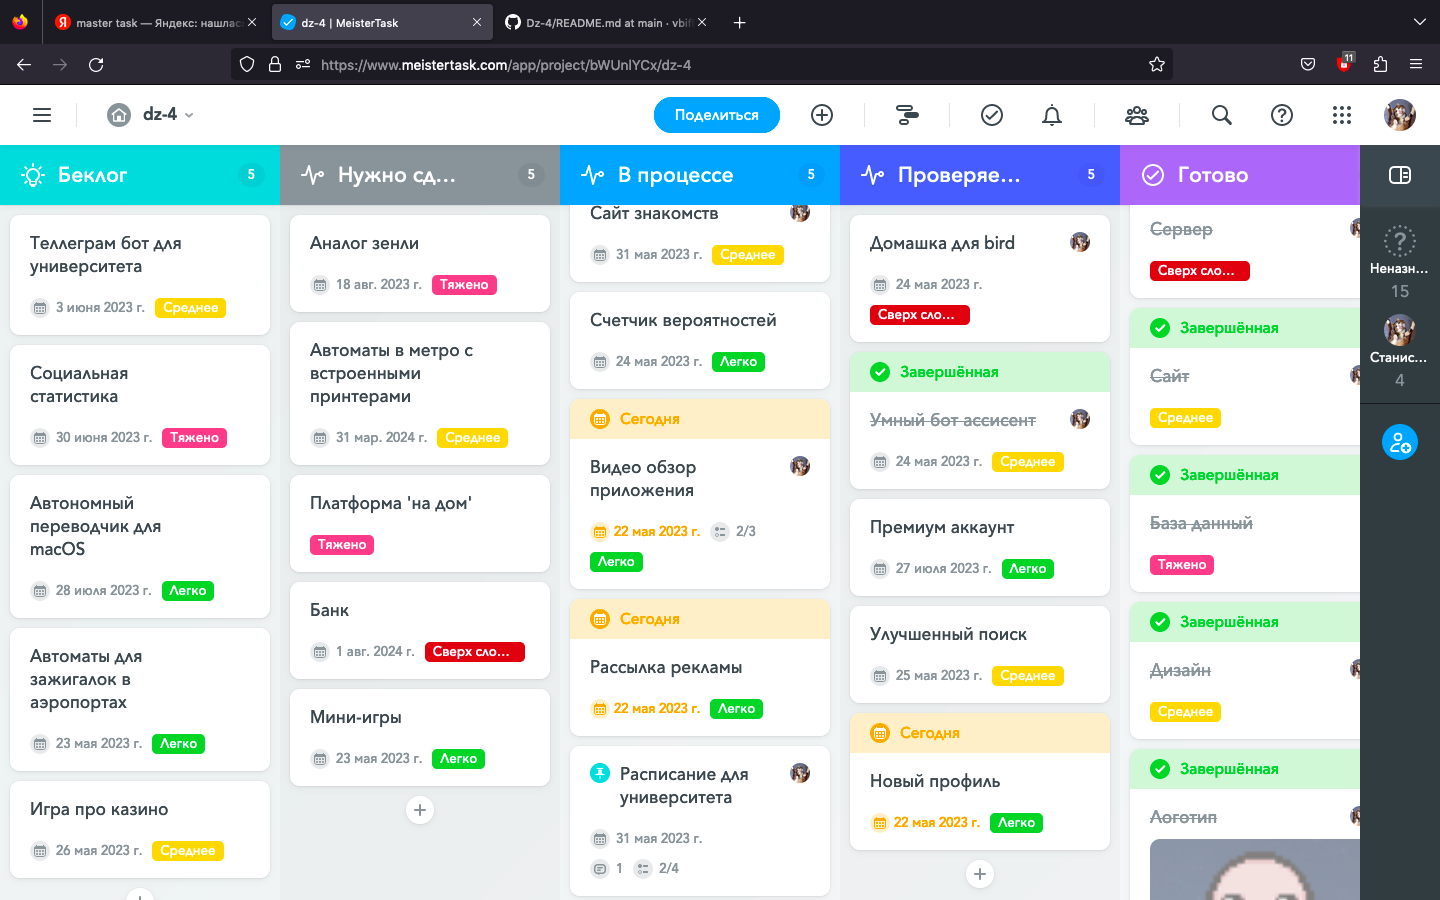 master task — Яндекс: нашлас
dz-4 | MeisterTask
Dz-4/README.md at main · vbifl
https://www.meistertask.com/app/project/bWUnlYCx/dz-4
11
dz-4
Поделиться
Беклог
5
Теллеграм бот для
университета
3 июня 2023 г.
Среднее
Социальная
статистика
30 июня 2023 г.
Тяжено
Автономный
переводчик для
macOS
28 июля 2023 г.
Легко
Автоматы для
зажигалок в
аэропортах
23 мая 2023 г.
Легко
Игра про казино
26 мая 2023 г.
Среднее
Нужно сд...
5
Аналог зенли
18 авг. 2023 г.
Тяжено
Автоматы в метро с
встроенными
принтерами
31 мар. 2024 г.
Среднее
Платформа 'на дом'
Тяжено
Банк
1 авг. 2024 г.
Сверх сло...
Мини-игры
23 мая 2023 г.
Легко
В процессе
5
Сайт знакомств
31 мая 2023 г.
Среднее
Счетчик вероятностей
24 мая 2023 г.
Легко
Сегодня
Видео обзор
приложения
22 мая 2023 г.
2/3
Легко
Сегодня
Рассылка рекламы
22 мая 2023 г.
Легко
Расписание для
университета
31 мая 2023 г.
1
2/4
Проверяе...
5
Домашка для bird
24 мая 2023 г.
Сверх сло...
Завершённая
Умный бот ассисент
24 мая 2023 г.
Среднее
Премиум аккаунт
27 июля 2023 г.
Легко
Улучшенный поиск
25 мая 2023 г.
Среднее
Сегодня
Новый профиль
22 мая 2023 г.
Легко
Готово
Сервер
Сверх сло...
Завершённая
Сайт
Среднее
Завершённая
База данный
Тяжено
Завершённая
Дизайн
Среднее
Завершённая
Логотип
Неназн...
15
Станис...
4